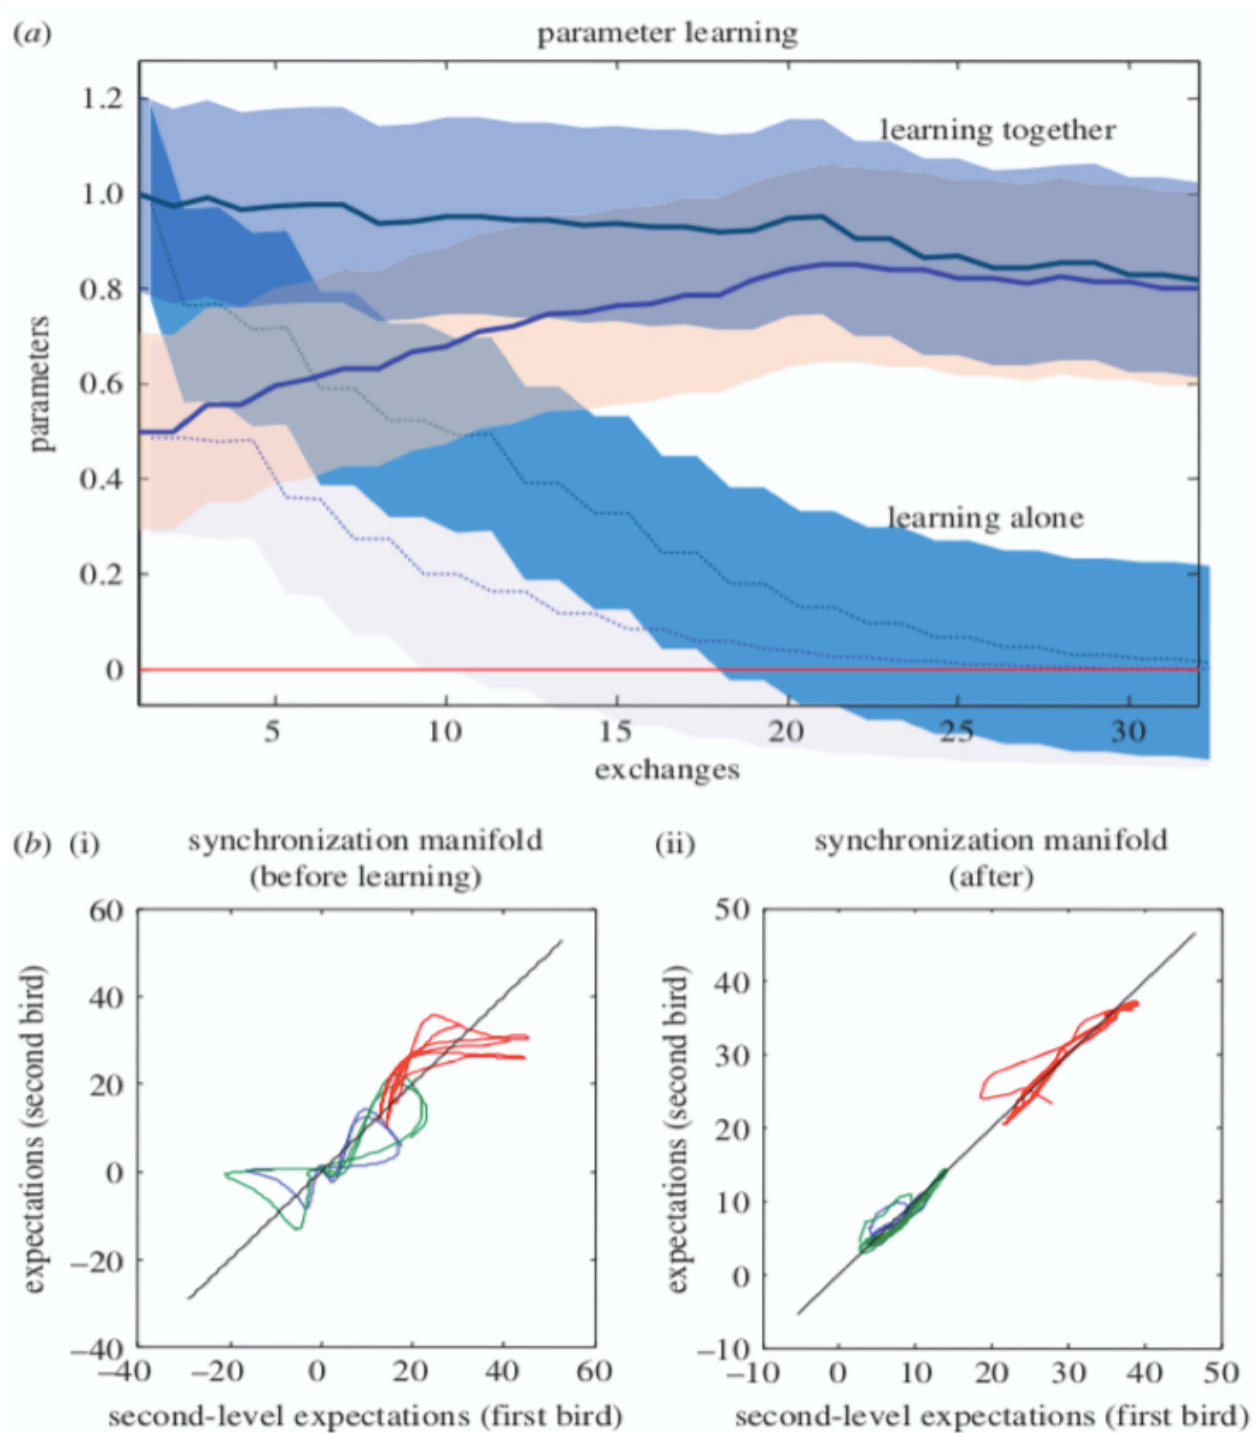 (a) parameter learning
1.2
1.0
0.8
0.6
0.4
0.2
0
parameters
learning together
learning alone
5 10 15 20 25 30
exchanges
(b) (i) synchronization manifold
(before learning)
60
40
20
0
–20
–40
expectations (second bird)
–40 –20 0 20 40 60
second-level expectations (first bird)
(ii) synchronization manifold
(after)
50
40
30
20
10
0
–10
expectations (second bird)
–10 0 10 20 30 40 50
second-level expectations (first bird)